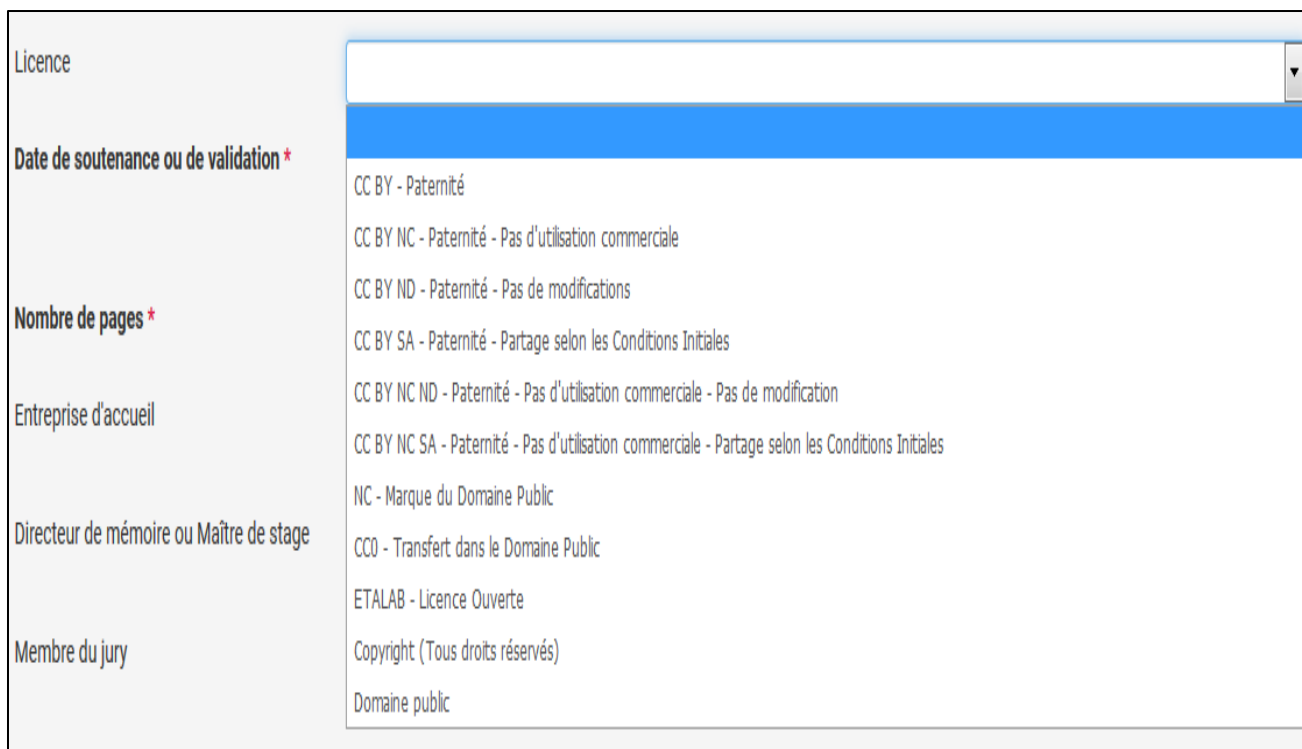 Licence
Date de soutenance ou de validation *
Nombre de pages *
Entreprise d'accueil
Directeur de mémoire ou Maître de stage
Membre du jury
CC BY - Paternité
CC BY NC - Paternité - Pas d'utilisation commerciale
CC BY ND - Paternité - Pas de modifications
CC BY SA - Paternité - Partage selon les Conditions Initiales
CC BY NC ND - Paternité - Pas d'utilisation commerciale - Pas de modification
CC BY NC SA - Paternité - Pas d'utilisation commerciale - Partage selon les Conditions Initiales
NC - Marque du Domaine Public
CC0 - Transfert dans le Domaine Public
ETALAB - Licence Ouverte
Copyright (Tous droits réservés)
Domaine public